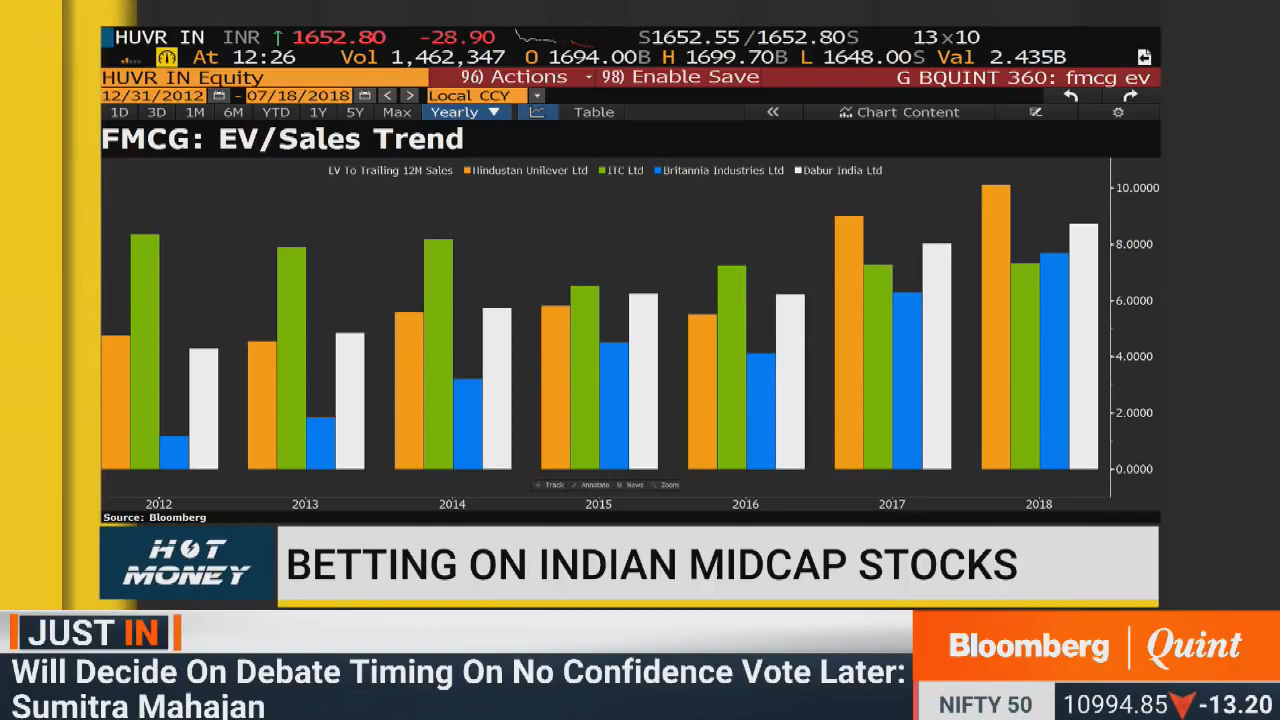 HUVR IN INR ↑ 1652.80 -28.90 S1652.55/1652.80S 13x10
At 12:26 Vol 1,462,347 O 1694.00B H 1699.70B L 1648.00S Val 2.435B
HUVR IN Equity 96) Actions 98) Enable Save G BQUINT 360: fmcg ev
12/31/2012 - 07/18/2018 < > Local CCY
1D 3D 1M 6M YTD 1Y 5Y Max Yearly ▼ Table « Chart Content
FMCG: EV/Sales Trend
EV To Trailing 12M Sales Hindustan Unilever Ltd ITC Ltd Britannia Industries Ltd Dabur India Ltd
10.0000
8.0000
6.0000
4.0000
2.0000
0.0000
Track Annotate News Zoom
2012 2013 2014 2015 2016 2017 2018
Source: Bloomberg
HOT MONEY
BETTING ON INDIAN MIDCAP STOCKS
JUST IN
Will Decide On Debate Timing On No Confidence Vote Later:
Sumitra Mahajan
Bloomberg | Quint
NIFTY 50 10994.85 -13.20